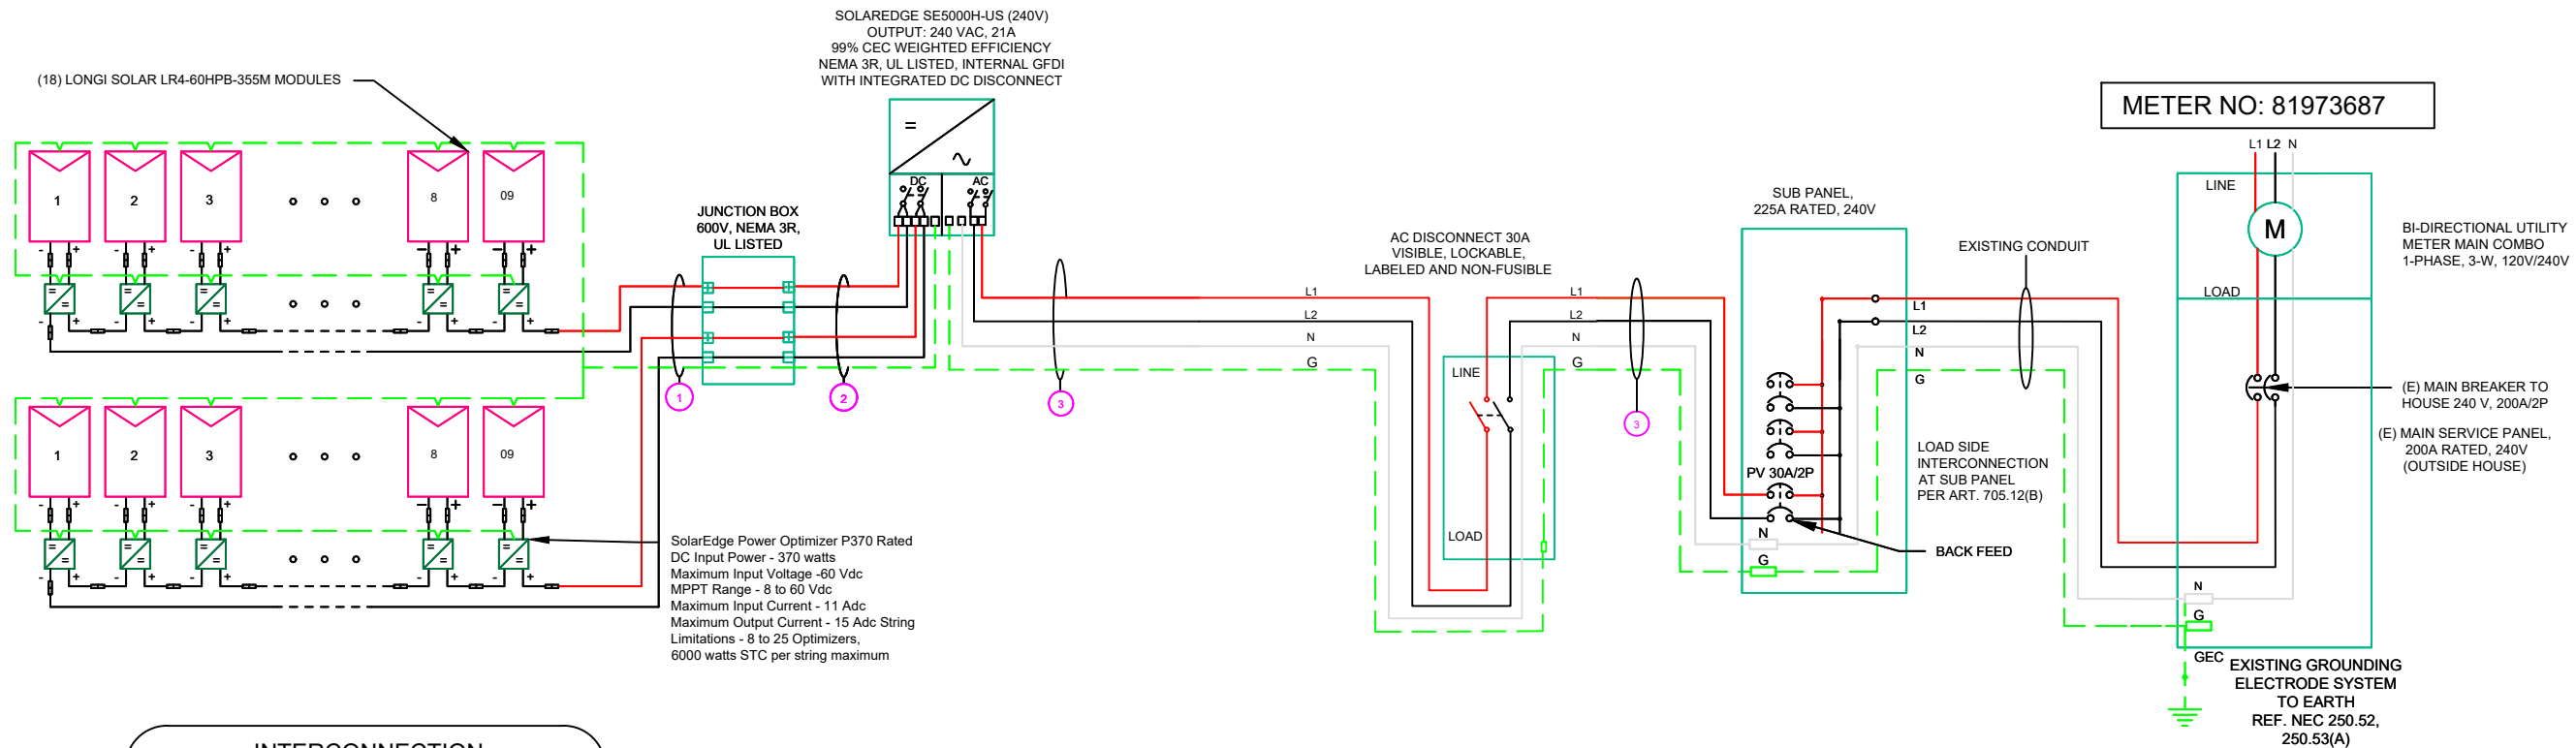 SOLAREDGE SE5000H-US (240V)
OUTPUT: 240 VAC, 21A
99% CEC WEIGHTED EFFICIENCY
NEMA 3R, UL LISTED, INTERNAL GFDI
WITH INTEGRATED DC DISCONNECT
(18) LONGI SOLAR LR4-60HPB-355M MODULES
METER NO: 81973687
1 2 3 8 09
- + - + - + - + - +
= = = = = = = = = =
- + - + - + - + - +
JUNCTION BOX
600V, NEMA 3R,
UL LISTED
=
DC AC
1
2
3
L1
L2
N
G
AC DISCONNECT 30A
VISIBLE, LOCKABLE,
LABELED AND NON-FUSIBLE
LINE
LOAD
L1
L2
N
G
3
SUB PANEL,
225A RATED, 240V
PV 30A/2P
N
G
EXISTING CONDUIT
L1
L2
N
G
LOAD SIDE
INTERCONNECTION
AT SUB PANEL
PER ART. 705.12(B)
BACK FEED
L1 L2 N
LINE
M
LOAD
BI-DIRECTIONAL UTILITY
METER MAIN COMBO
1-PHASE, 3-W, 120V/240V
(E) MAIN BREAKER TO
HOUSE 240 V, 200A/2P
(E) MAIN SERVICE PANEL,
200A RATED, 240V
(OUTSIDE HOUSE)
N
G
GEC
EXISTING GROUNDING
ELECTRODE SYSTEM
TO EARTH
REF. NEC 250.52,
250.53(A)
1 2 3 8 09
- + - + - + - + - +
= = = = = = = = = =
- + - + - + - + - +
SolarEdge Power Optimizer P370 Rated
DC Input Power - 370 watts
Maximum Input Voltage -60 Vdc
MPPT Range - 8 to 60 Vdc
Maximum Input Current - 11 Adc
Maximum Output Current - 15 Adc String
Limitations - 8 to 25 Optimizers,
6000 watts STC per string maximum
INTERCONNECTION